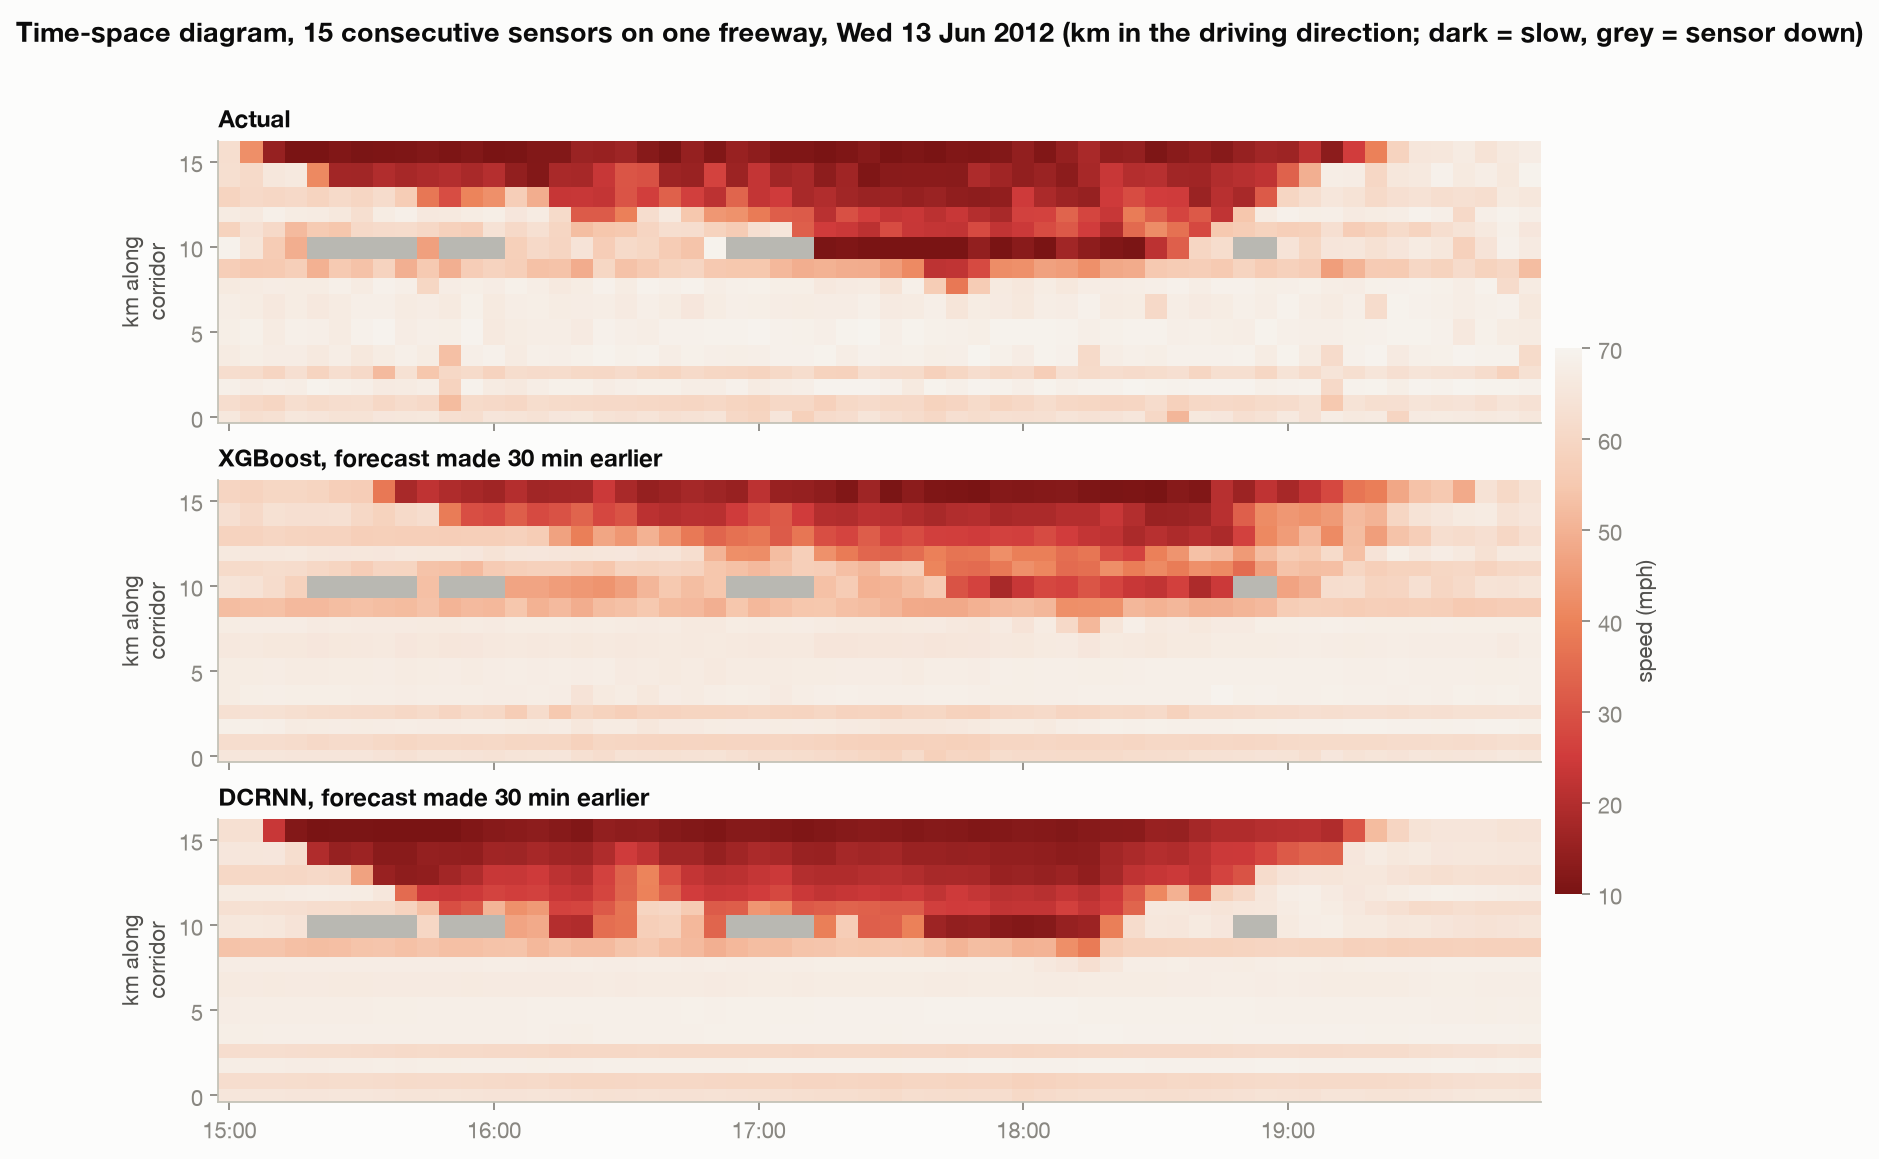 Time-space diagram, 15 consecutive sensors on one freeway, Wed 13 Jun 2012 (km in the driving direction; dark = slow, grey = sensor down)
Actual
15
10
5
0
km along
corridor
XGBoost, forecast made 30 min earlier
15
10
5
0
km along
corridor
DCRNN, forecast made 30 min earlier
15
10
5
0
km along
corridor
15:00
16:00
17:00
18:00
19:00
70
60
50
40
30
20
10
speed (mph)